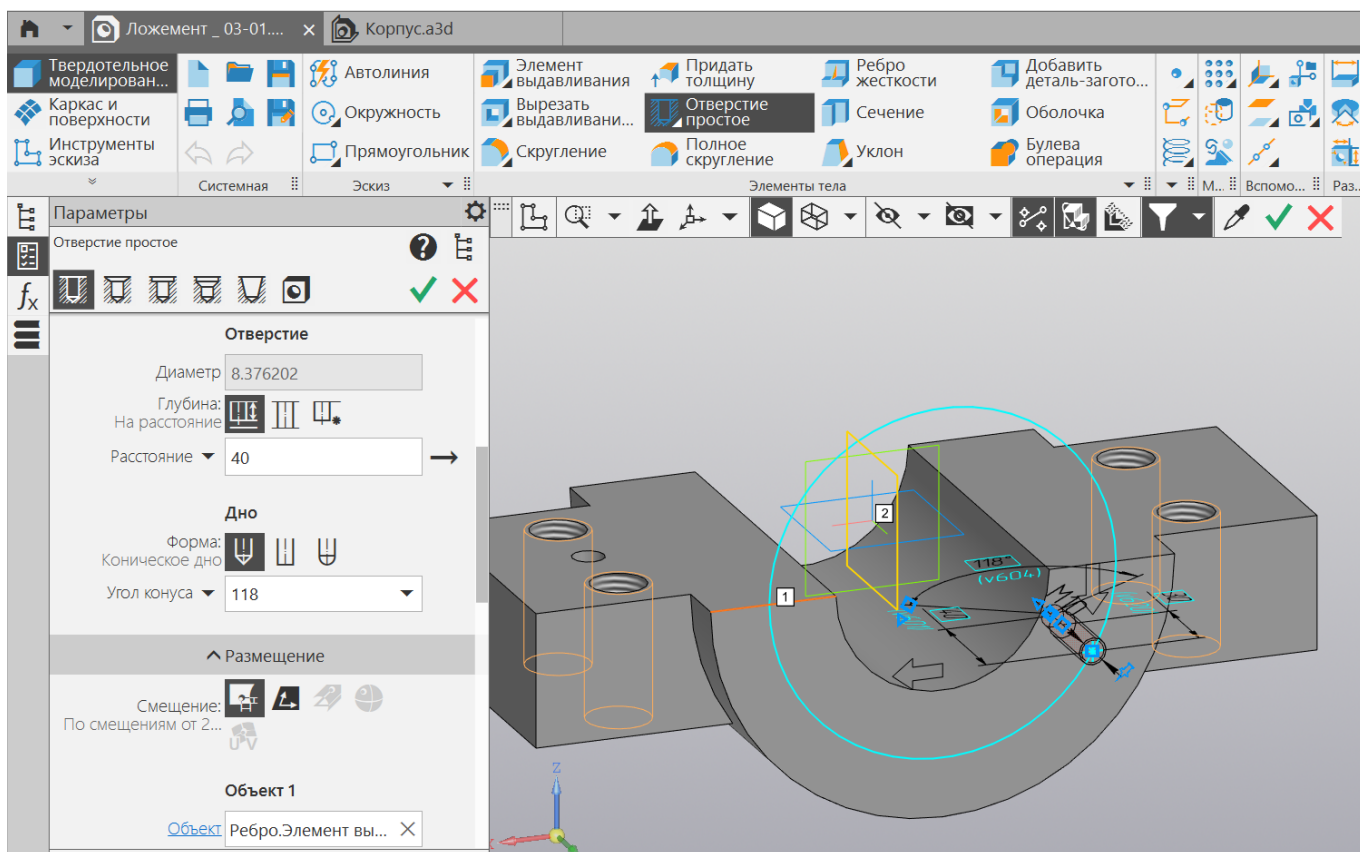 Ложемент _ 03-01....
Корпус.a3d
Твердотельное
моделирован...
Каркас и
поверхности
Инструменты
эскиза
Системная
Автолиния
Окружность
Прямоугольник
Эскиз
Элемент
выдавливания
Вырезать
выдавливани...
Скругление
Придать
толщину
Отверстие
простое
Полное
скругление
Ребро
жесткости
Сечение
Уклон
Добавить
деталь-загото...
Оболочка
Булева
операция
Элементы тела
М...
Вспомо...
Раз...
Параметры
Отверстие простое
Отверстие
Диаметр 8.376202
Глубина:
На расстояние
Расстояние 40
Дно
Форма:
Коническое дно
Угол конуса 118
Размещение
Смещение:
По смещениям от 2...
Объект 1
Объект Ребро.Элемент вы...
2
1
118°
(v604)
Z